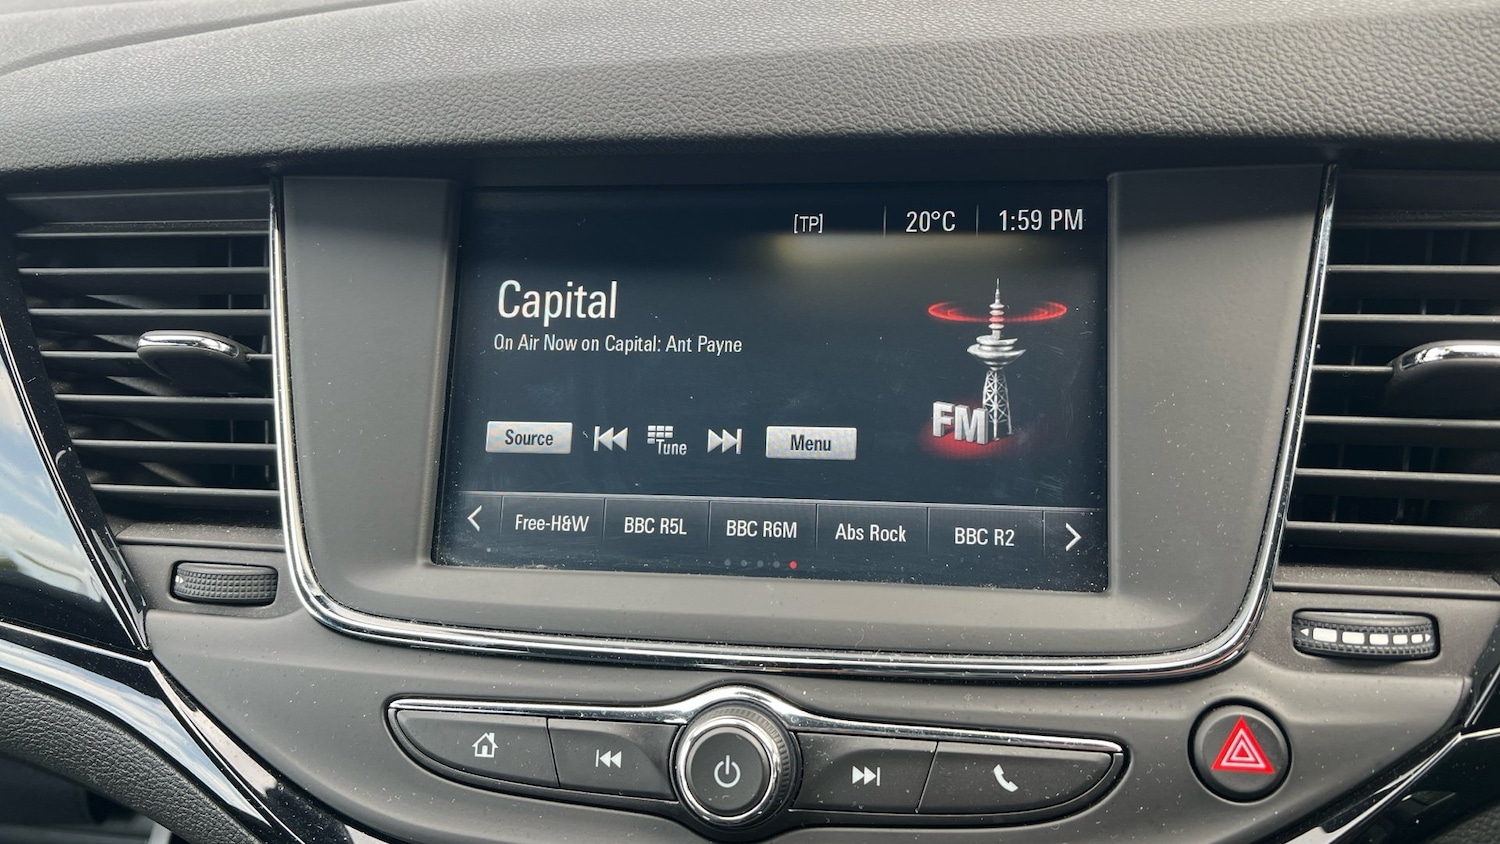 [TP] 20°C 1:59 PM
Capital
On Air Now on Capital: Ant Payne
FM
Source Tune Menu
Free-H&W BBC R5L BBC R6M Abs Rock BBC R2